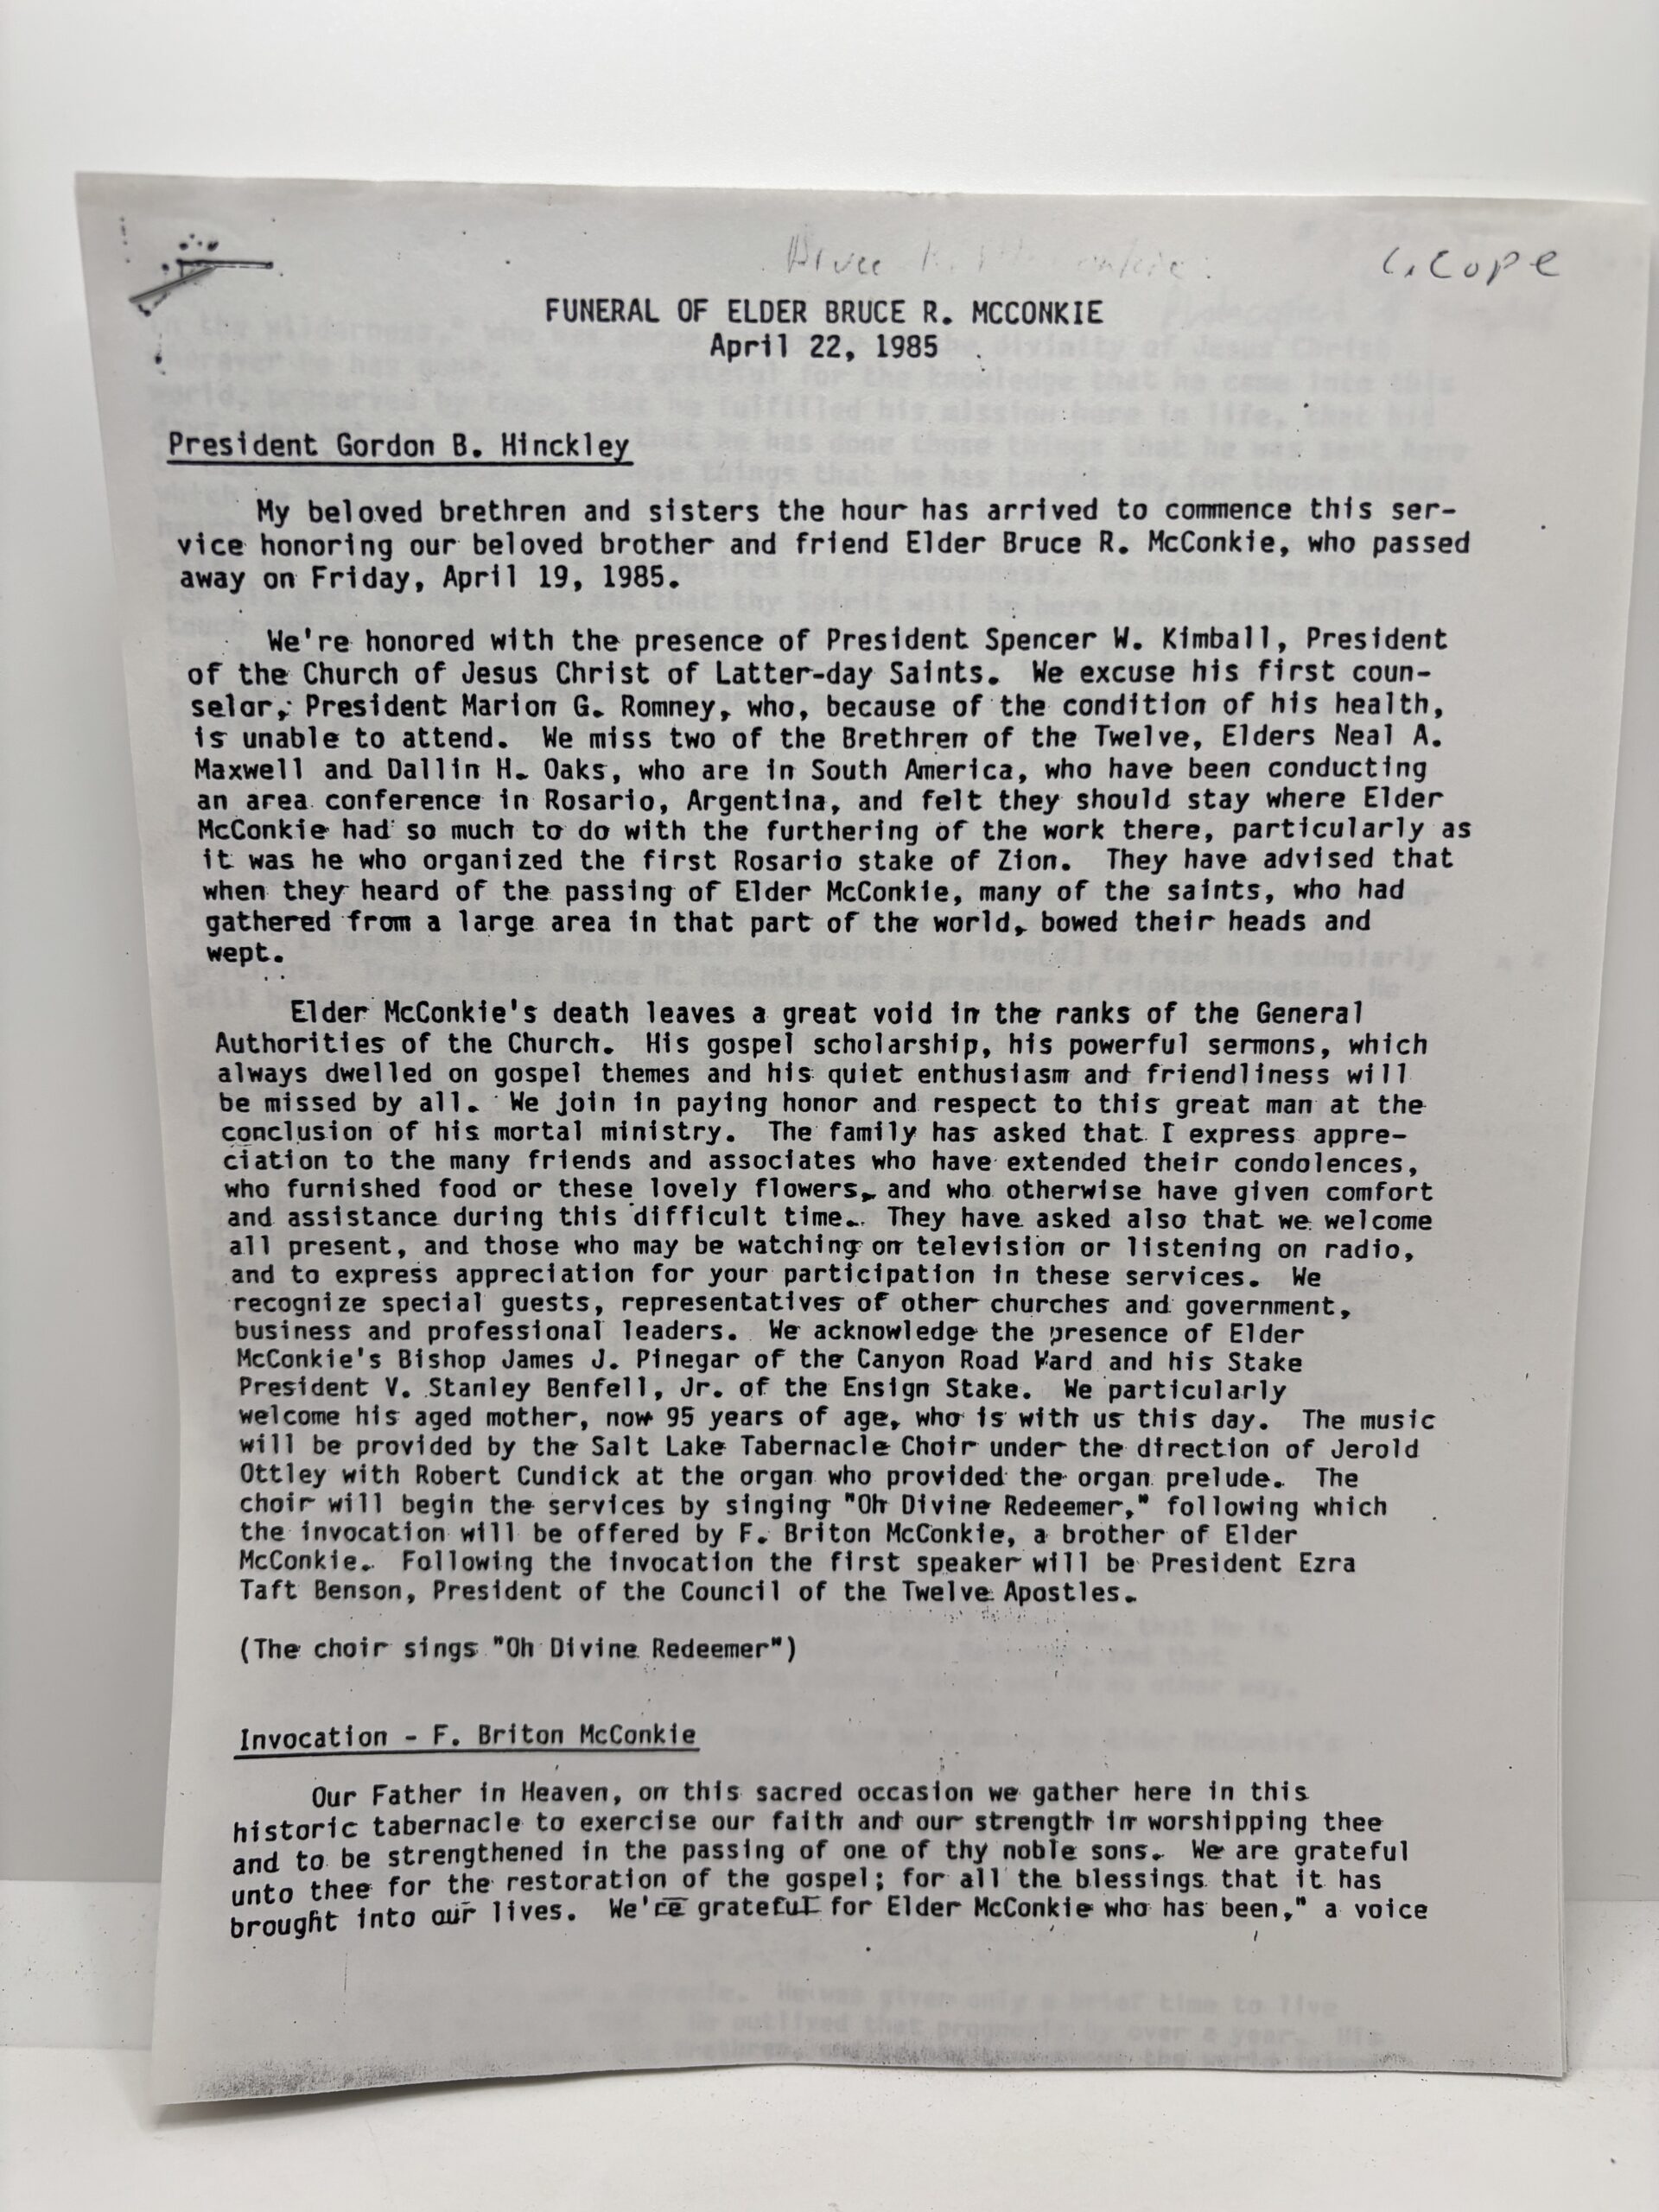 Bruce R. McConkie
C. Cope
FUNERAL OF ELDER BRUCE R. MCCONKIE
April 22, 1985
President Gordon B. Hinckley
My beloved brethren and sisters the hour has arrived to commence this ser-
vice honoring our beloved brother and friend Elder Bruce R. McConkie, who passed
away on Friday, April 19, 1985.
We're honored with the presence of President Spencer W. Kimball, President
of the Church of Jesus Christ of Latter-day Saints. We excuse his first coun-
selor, President Marion G. Romney, who, because of the condition of his health,
is unable to attend. We miss two of the Brethren of the Twelve, Elders Neal A.
Maxwell and Dallin H. Oaks, who are in South America, who have been conducting
an area conference in Rosario, Argentina, and felt they should stay where Elder
McConkie had so much to do with the furthering of the work there, particularly as
it was he who organized the first Rosario stake of Zion. They have advised that
when they heard of the passing of Elder McConkie, many of the saints, who had
gathered from a large area in that part of the world, bowed their heads and
wept.
Elder McConkie's death leaves a great void in the ranks of the General
Authorities of the Church. His gospel scholarship, his powerful sermons, which
always dwelled on gospel themes and his quiet enthusiasm and friendliness will
be missed by all. We join in paying honor and respect to this great man at the
conclusion of his mortal ministry. The family has asked that I express appre-
ciation to the many friends and associates who have extended their condolences,
who furnished food or these lovely flowers, and who otherwise have given comfort
and assistance during this difficult time. They have asked also that we welcome
all present, and those who may be watching on television or listening on radio,
and to express appreciation for your participation in these services. We
recognize special guests, representatives of other churches and government,
business and professional leaders. We acknowledge the presence of Elder
McConkie's Bishop James J. Pinegar of the Canyon Road Ward and his Stake
President V. Stanley Benfell, Jr. of the Ensign Stake. We particularly
welcome his aged mother, now 95 years of age, who is with us this day. The music
will be provided by the Salt Lake Tabernacle Choir under the direction of Jerold
Ottley with Robert Cundick at the organ who provided the organ prelude. The
choir will begin the services by singing "Oh Divine Redeemer," following which
the invocation will be offered by F. Briton McConkie, a brother of Elder
McConkie. Following the invocation the first speaker will be President Ezra
Taft Benson, President of the Council of the Twelve Apostles.
(The choir sings "Oh Divine Redeemer")
Invocation - F. Briton McConkie
Our Father in Heaven, on this sacred occasion we gather here in this
historic tabernacle to exercise our faith and our strength in worshipping thee
and to be strengthened in the passing of one of thy noble sons. We are grateful
unto thee for the restoration of the gospel; for all the blessings that it has
brought into our lives. We're grateful for Elder McConkie who has been," a voice